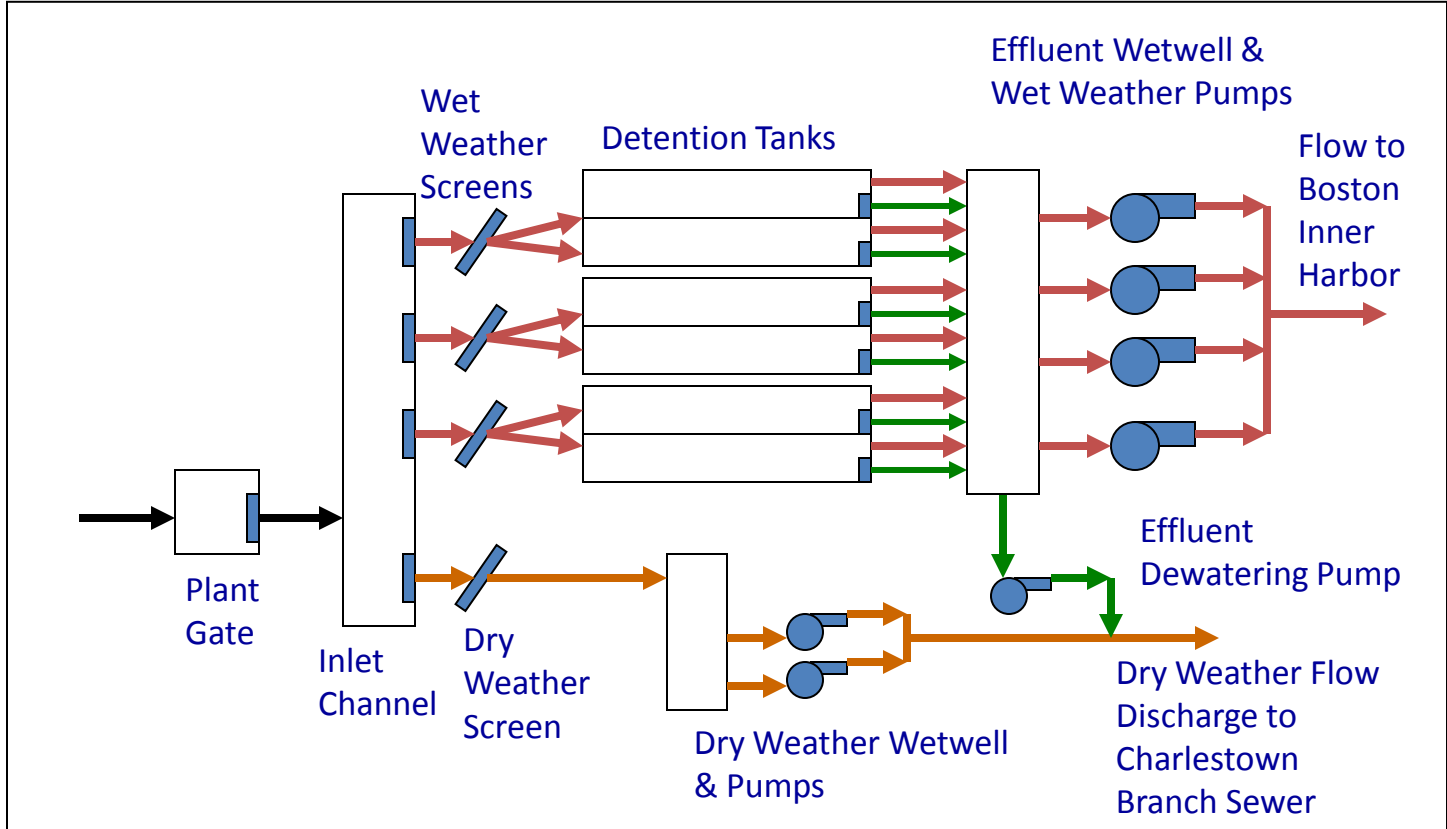 Effluent Wetwell &
Wet Weather Pumps
Wet
Weather
Screens
Detention Tanks
Flow to
Boston
Inner
Harbor
Plant
Gate
Inlet
Channel
Dry
Weather
Screen
Effluent
Dewatering Pump
Dry Weather Wetwell
& Pumps
Dry Weather Flow
Discharge to
Charlestown
Branch Sewer